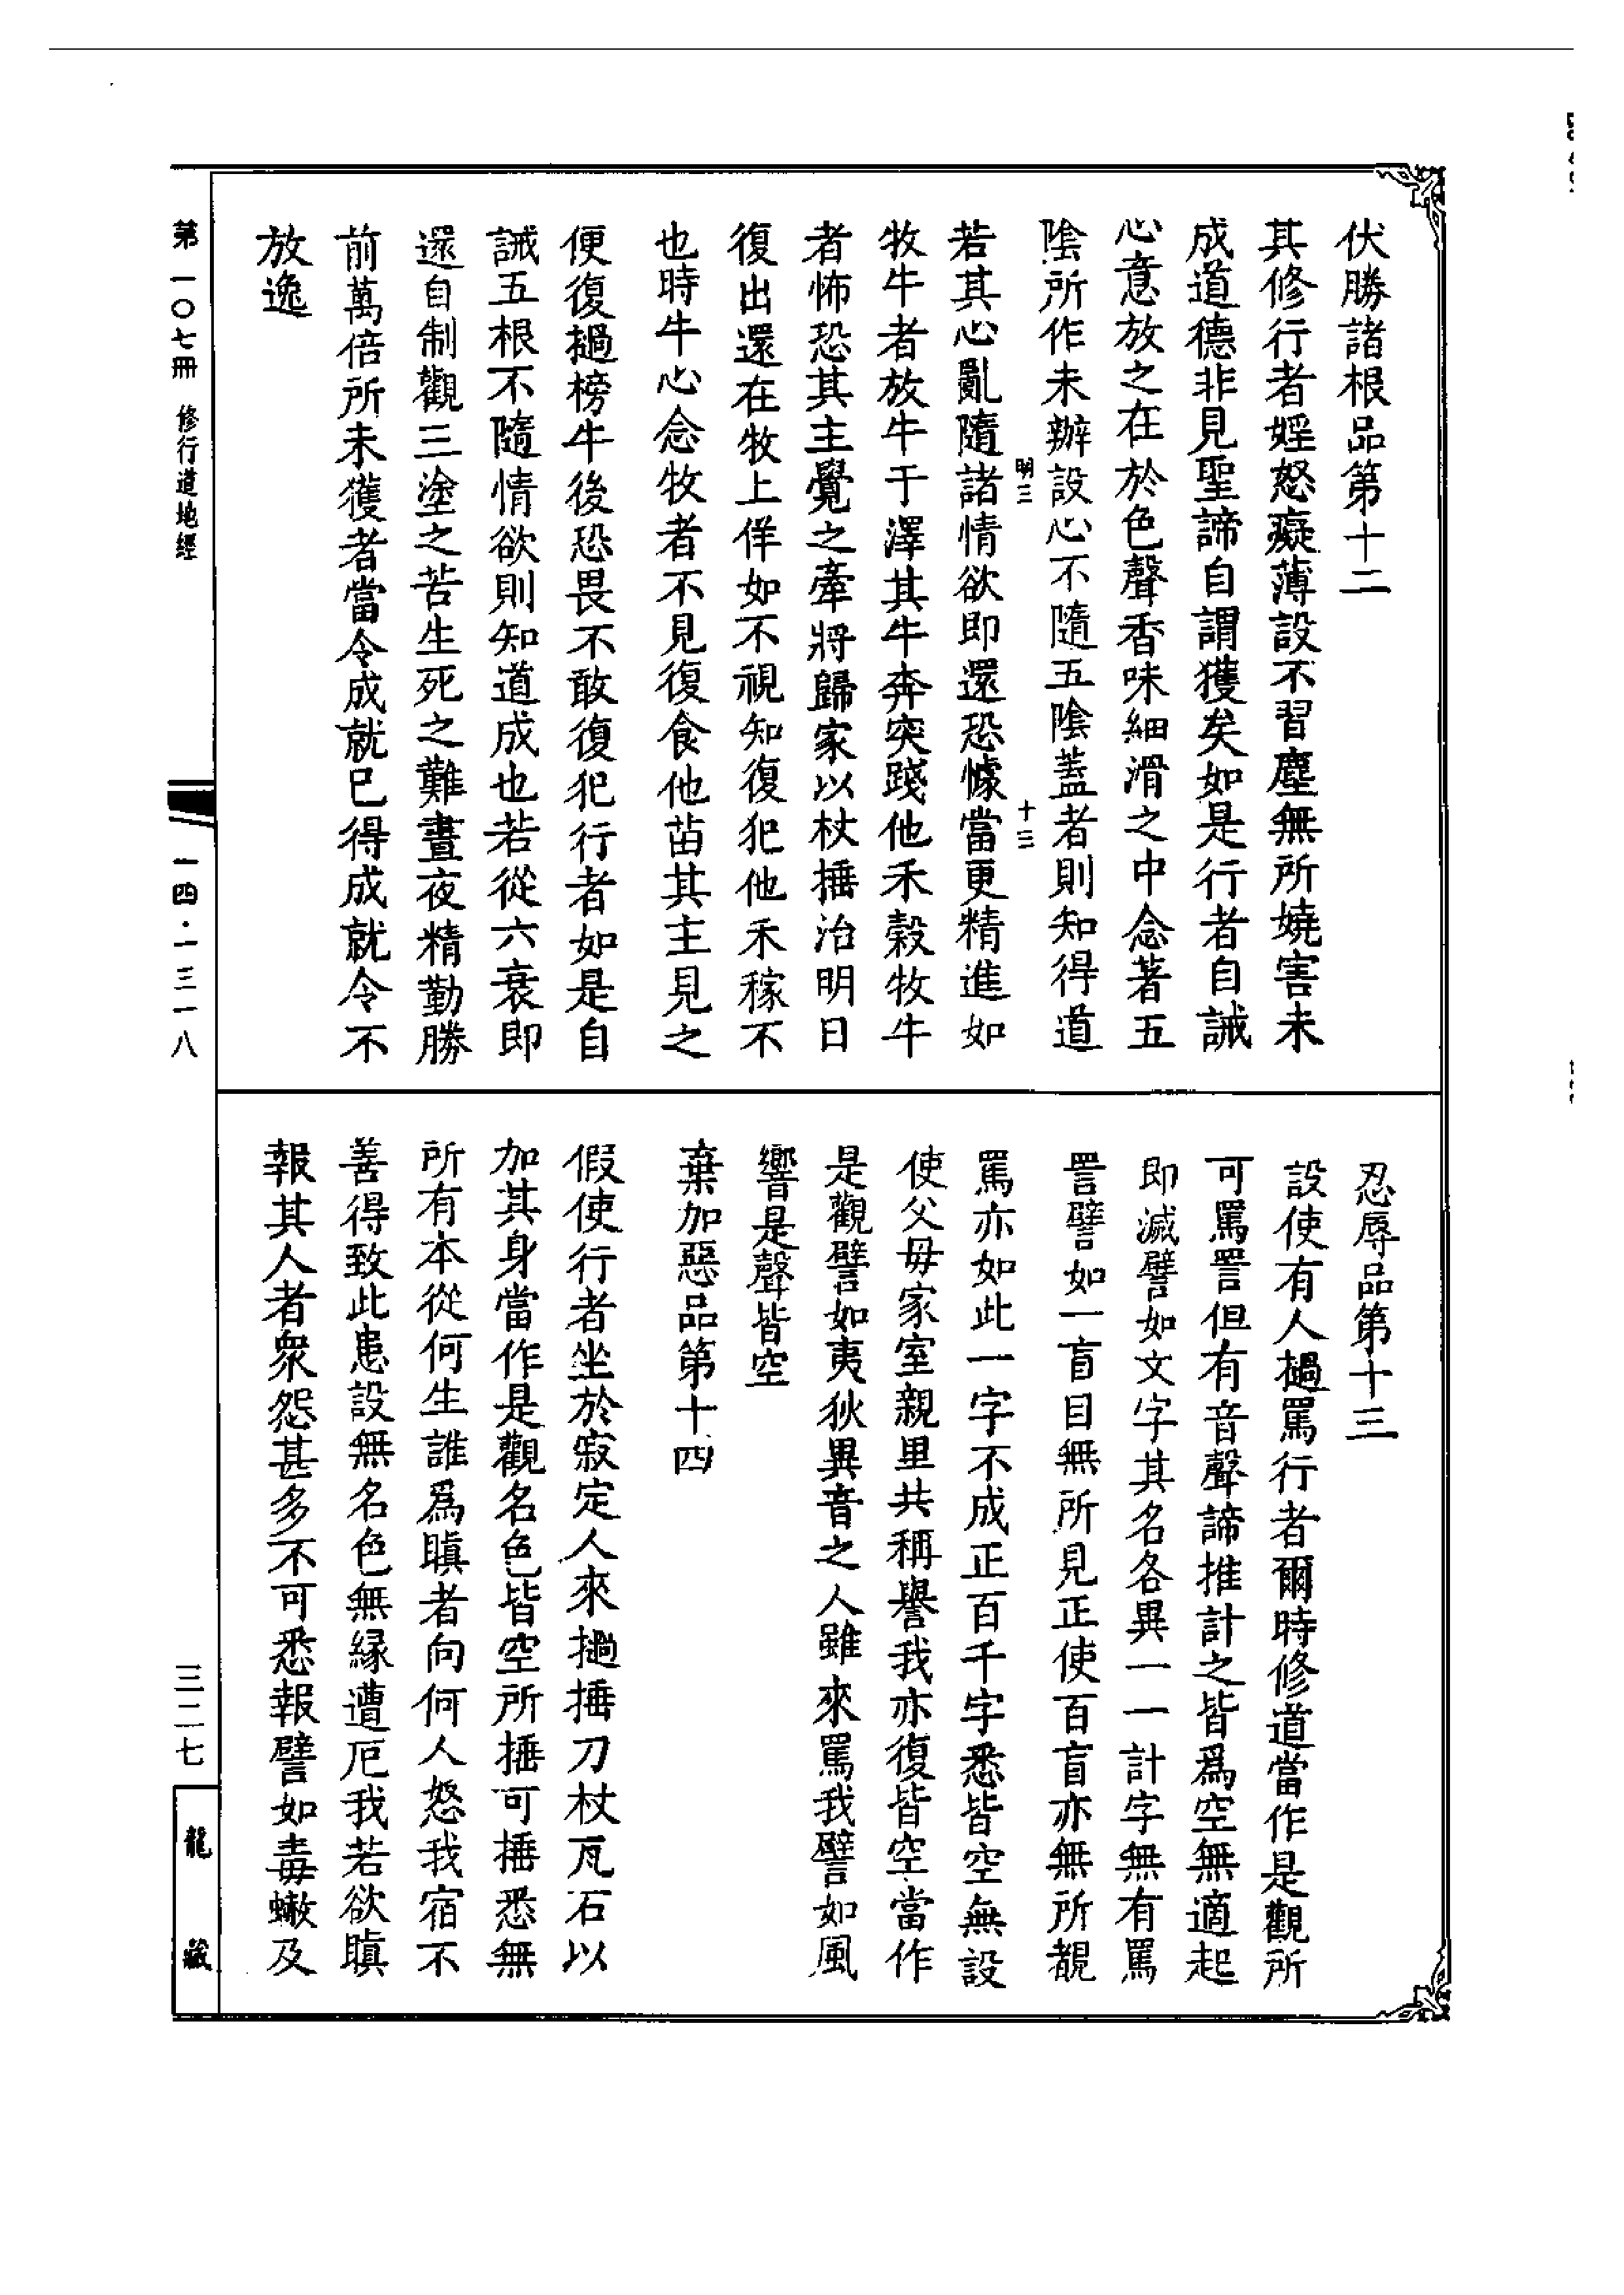 伏勝諸根品第十二
其修行者婬怒癡薄設不習塵無所嬈害未
成道德非見聖諦自謂獲矣如是行者自誡
心意放之在於色聲香味細滑之中念著五
陰所作未辦設心不隨五陰蓋者則知得道
明三 十三
若其心亂隨諸情欲即還恐懅當更精進如
牧牛者放牛于澤其牛奔突踐他禾穀牧牛
者怖恐其主覺之牽將歸家以杖捶治明日
復出還在牧上佯如不視知復犯他禾稼不
也時牛心念牧者不見復食他苗其主見之
便復撾榜牛後恐畏不敢復犯行者如是自
誡五根不隨情欲則知道成也若從六衰即
還自制觀三塗之苦生死之難晝夜精勤勝
前萬倍所未獲者當令成就已得成就令不
放逸
忍辱品第十三
設使有人撾罵行者爾時修道當作是觀所
可罵詈但有音聲諦推計之皆爲空無適起
即滅譬如文字其名各異一一計字無有罵
詈譬如一盲目無所見正使百盲亦無所覩
罵亦如此一字不成正百千字悉皆空無設
使父母家室親里共稱譽我亦復皆空當作
是觀譬如夷狄異音之人雖來罵我譬如風
響是聲皆空
棄加惡品第十四
假使行者坐於寂定人來撾捶刀杖瓦石以
加其身當作是觀名色皆空所捶可捶悉無
所有本從何生誰爲瞋者向何人怒我宿不
善得致此患設無名色無緣遭厄我若欲瞋
報其人者衆怨甚多不可悉報譬如毒蠍及
第一〇七冊 修行道地經
一四·一三一八
三二七
龍藏